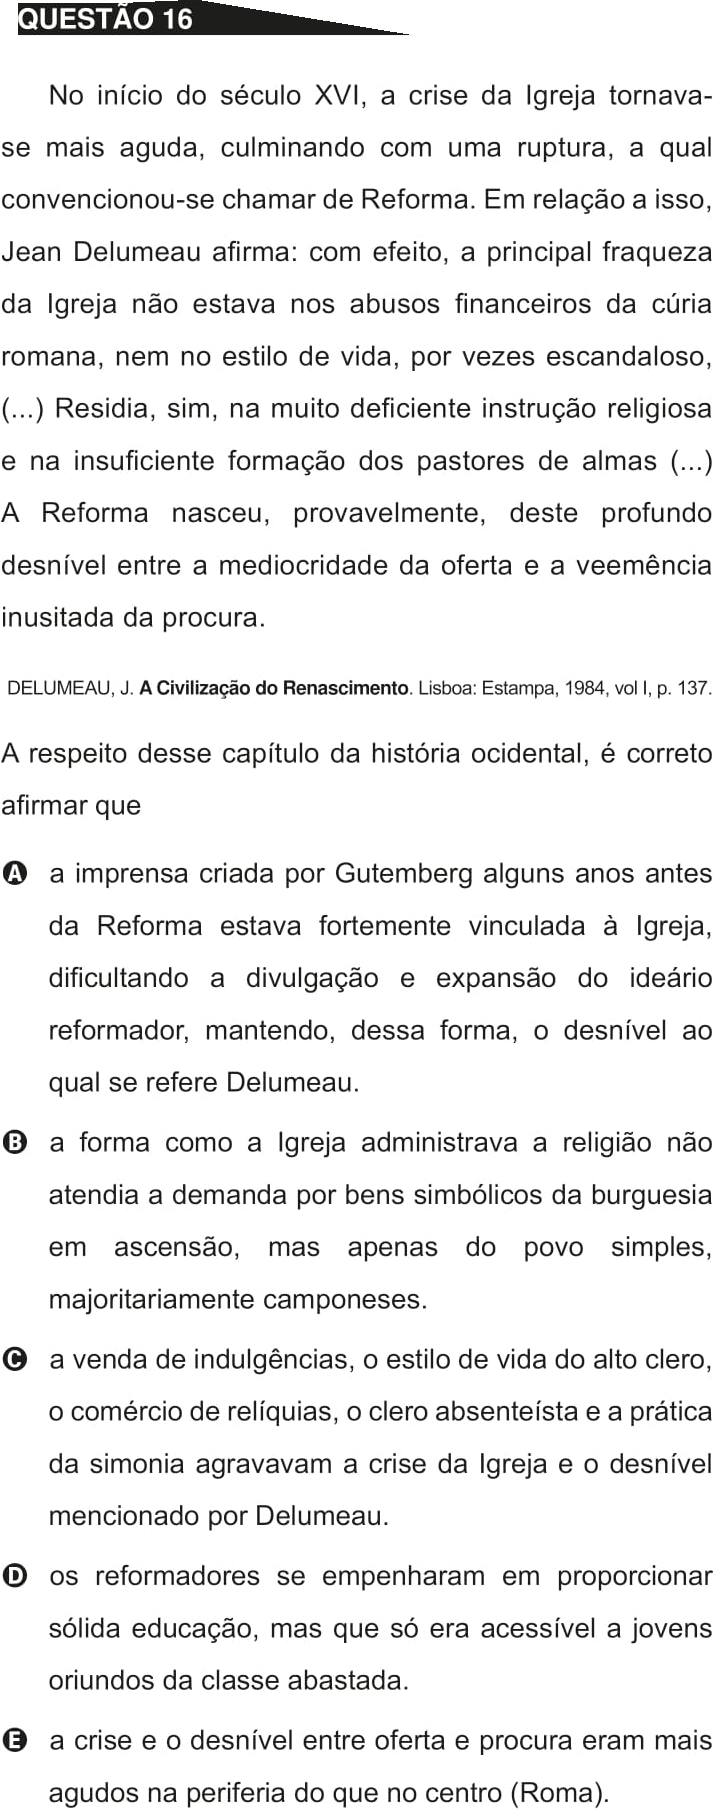 QUESTÃO 16
No início do século XVI, a crise da Igreja tornava-
se mais aguda, culminando com uma ruptura, a qual
convencionou-se chamar de Reforma. Em relação a isso,
Jean Delumeau afirma: com efeito, a principal fraqueza
da Igreja não estava nos abusos financeiros da cúria
romana, nem no estilo de vida, por vezes escandaloso,
(...) Residia, sim, na muito deficiente instrução religiosa
e na insuficiente formação dos pastores de almas (...)
A Reforma nasceu, provavelmente, deste profundo
desnível entre a mediocridade da oferta e a veemência
inusitada da procura.
DELUMEAU, J. A Civilização do Renascimento. Lisboa: Estampa, 1984, vol I, p. 137.
A respeito desse capítulo da história ocidental, é correto
afirmar que
A a imprensa criada por Gutemberg alguns anos antes
da Reforma estava fortemente vinculada à Igreja,
dificultando a divulgação e expansão do ideário
reformador, mantendo, dessa forma, o desnível ao
qual se refere Delumeau.
B a forma como a Igreja administrava a religião não
atendia a demanda por bens simbólicos da burguesia
em ascensão, mas apenas do povo simples,
majoritariamente camponeses.
C a venda de indulgências, o estilo de vida do alto clero,
o comércio de relíquias, o clero absenteísta e a prática
da simonia agravavam a crise da Igreja e o desnível
mencionado por Delumeau.
D os reformadores se empenharam em proporcionar
sólida educação, mas que só era acessível a jovens
oriundos da classe abastada.
E a crise e o desnível entre oferta e procura eram mais
agudos na periferia do que no centro (Roma).